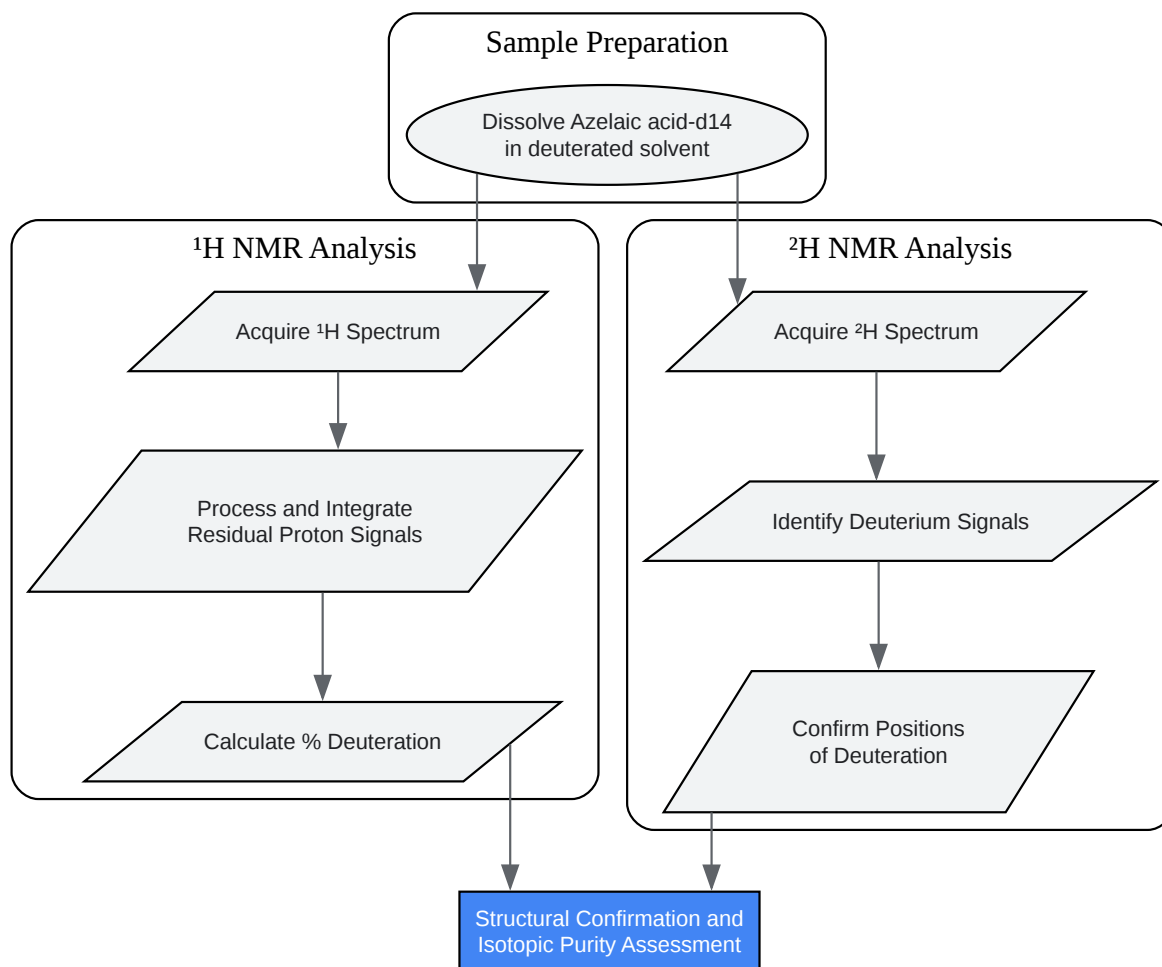 Sample Preparation
Dissolve Azelaic acid-d14
in deuterated solvent
¹H NMR Analysis
Acquire ¹H Spectrum
Process and Integrate
Residual Proton Signals
Calculate % Deuteration
²H NMR Analysis
Acquire ²H Spectrum
Identify Deuterium Signals
Confirm Positions
of Deuteration
Structural Confirmation and
Isotopic Purity Assessment